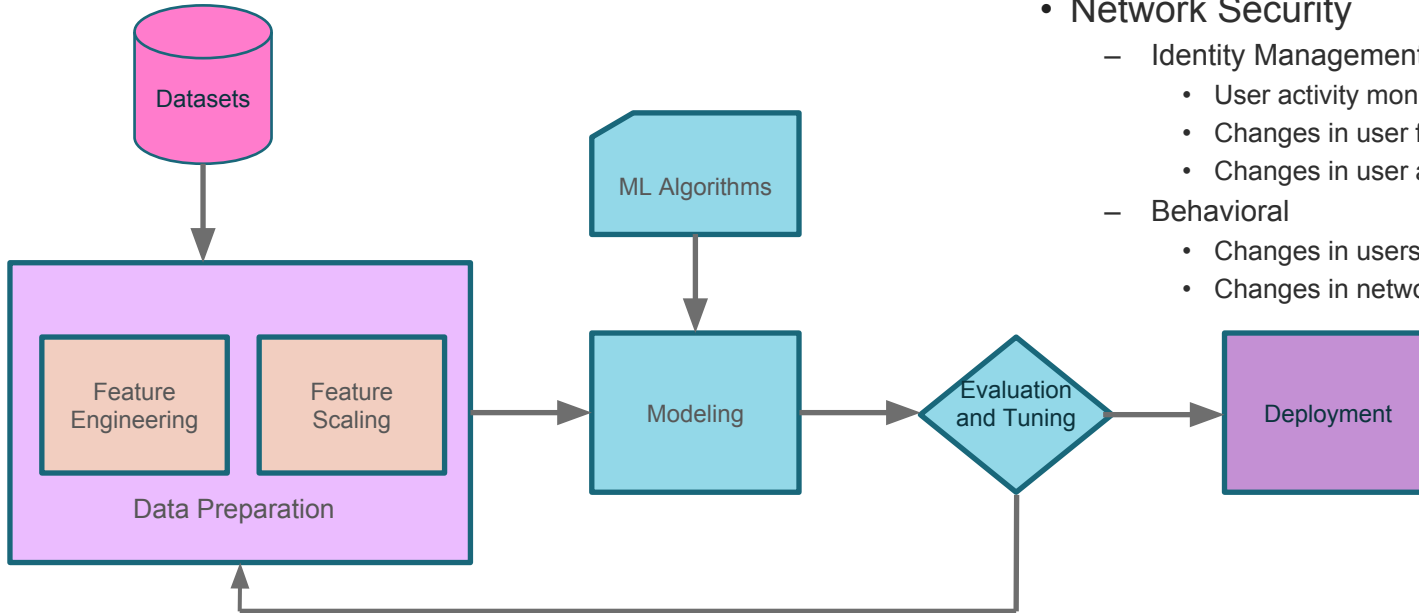 • Network Security
– Identity Management
• User activity mon
• Changes in user
• Changes in user a
– Behavioral
• Changes in users
• Changes in netwo
Datasets
ML Algorithms
Feature
Engineering
Feature
Scaling
Data Preparation
Modeling
Evaluation
and Tuning
Deployment